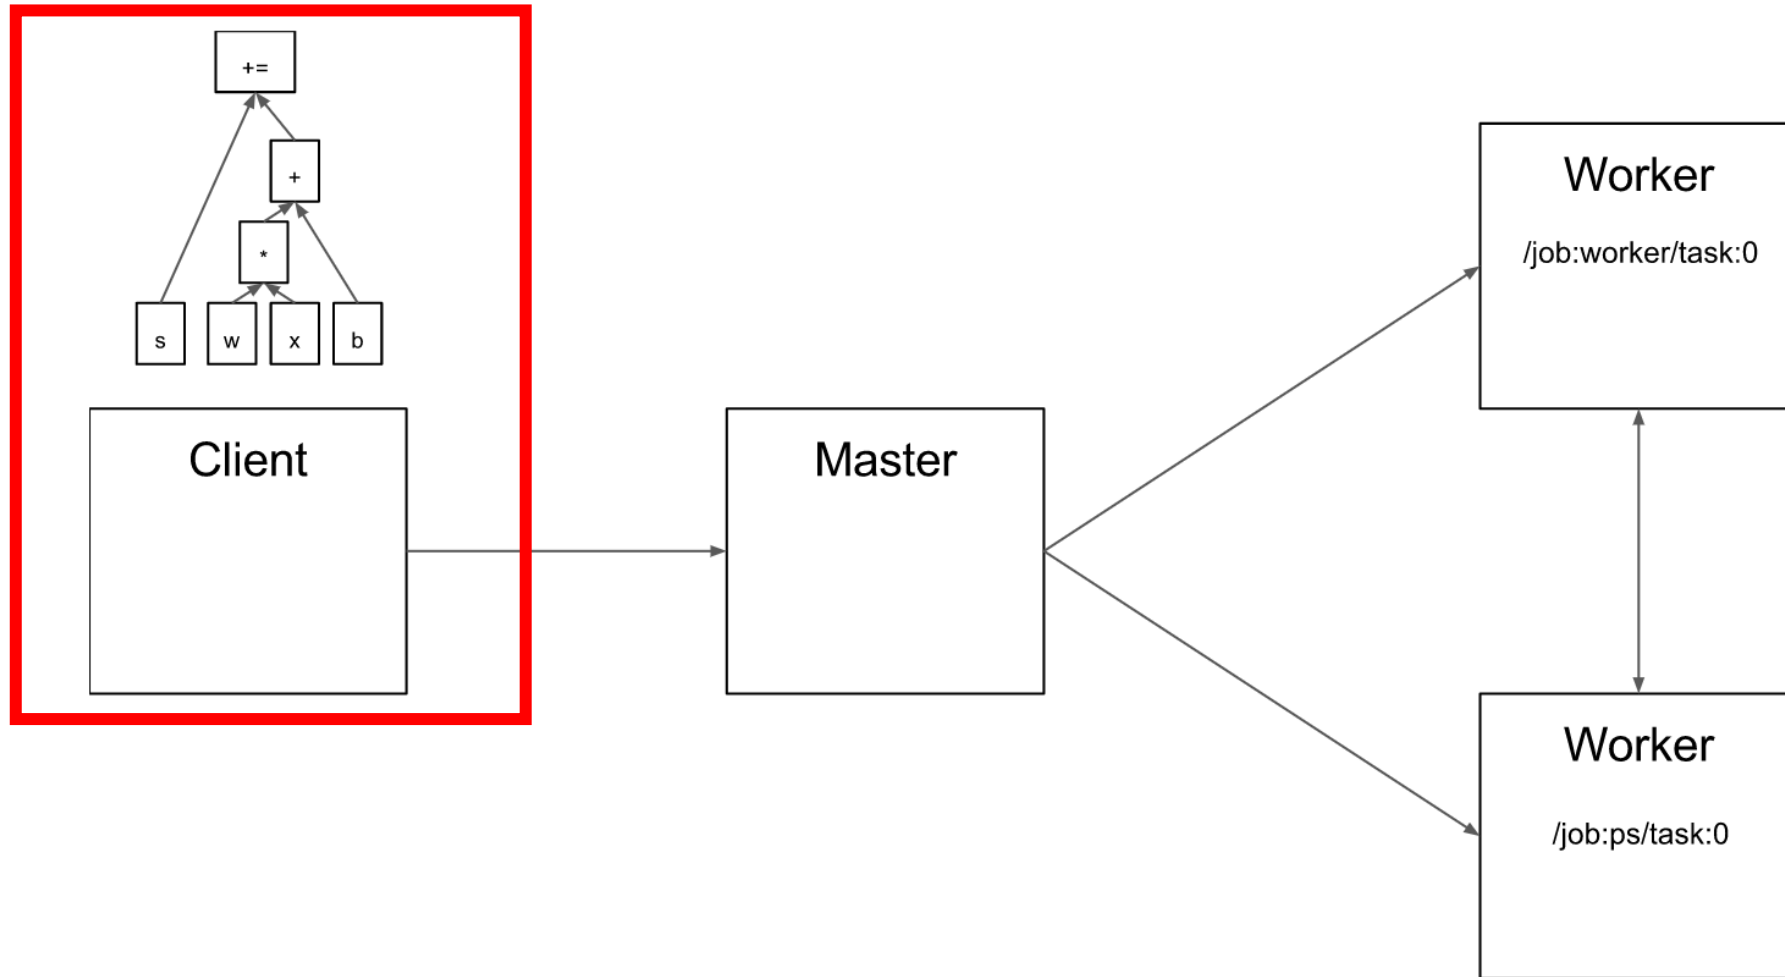 +=
+
*
s
w
x
b
Client
Master
Worker
/job:worker/task:0
Worker
/job:ps/task:0